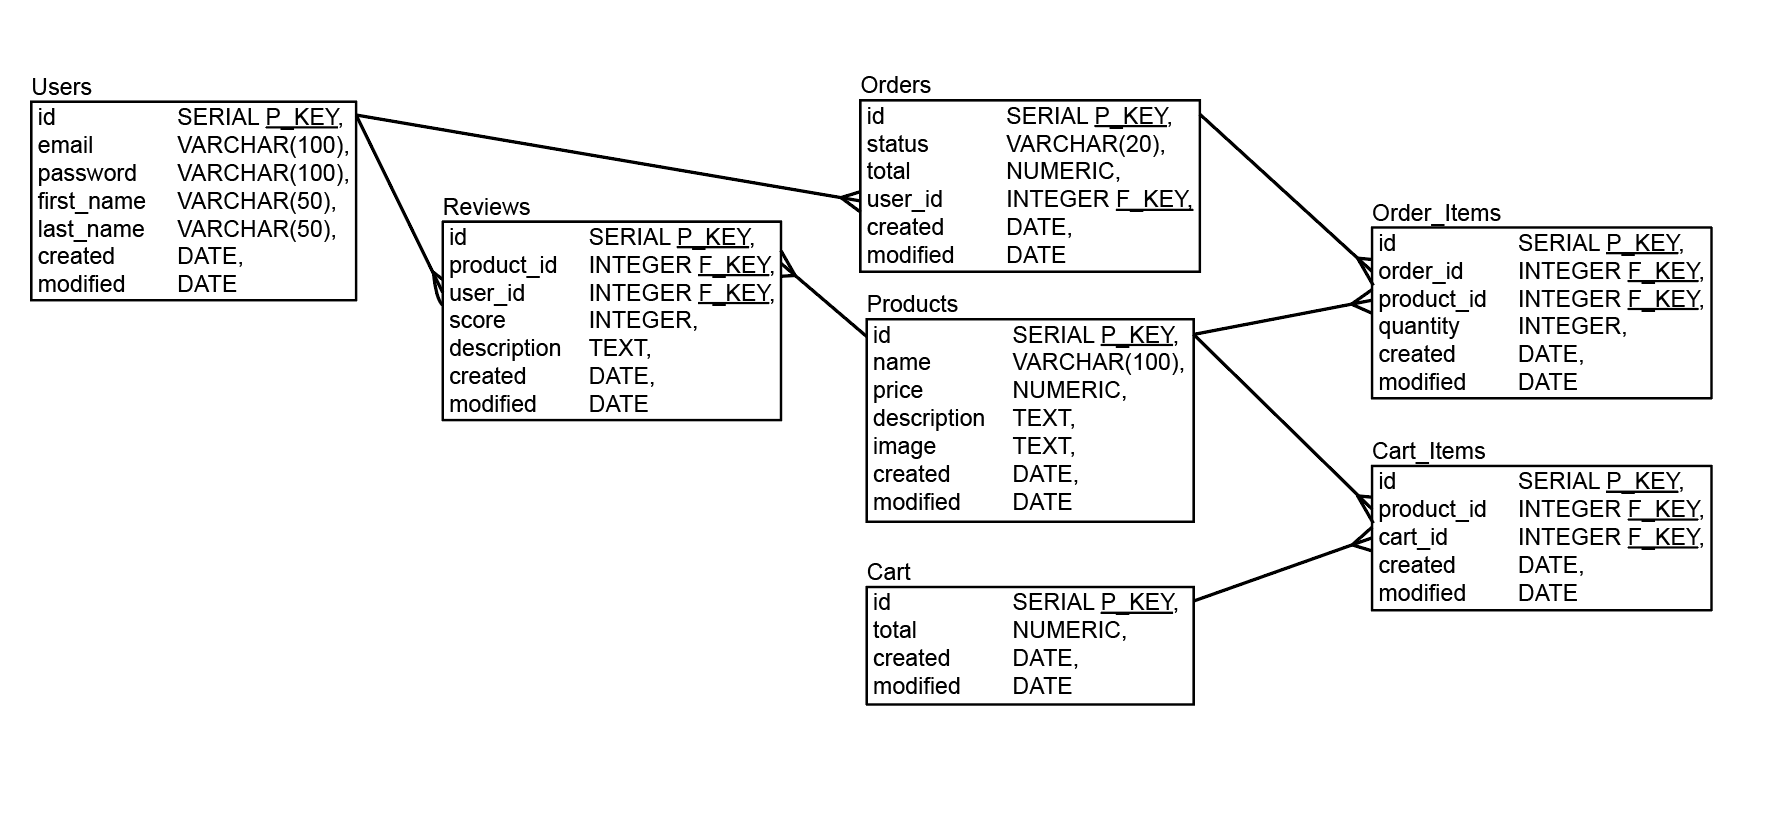 Users
id SERIAL P_KEY,
email VARCHAR(100),
password VARCHAR(100),
first_name VARCHAR(50),
last_name VARCHAR(50),
created DATE,
modified DATE
Reviews
id SERIAL P_KEY,
product_id INTEGER F_KEY,
user_id INTEGER F_KEY,
score INTEGER,
description TEXT,
created DATE,
modified DATE
Orders
id SERIAL P_KEY,
status VARCHAR(20),
total NUMERIC,
user_id INTEGER F_KEY,
created DATE,
modified DATE
Products
id SERIAL P_KEY,
name VARCHAR(100),
price NUMERIC,
description TEXT,
image TEXT,
created DATE,
modified DATE
Cart
id SERIAL P_KEY,
total NUMERIC,
created DATE,
modified DATE
Order_Items
id SERIAL P_KEY,
order_id INTEGER F_KEY,
product_id INTEGER F_KEY,
quantity INTEGER,
created DATE,
modified DATE
Cart_Items
id SERIAL P_KEY,
product_id INTEGER F_KEY,
cart_id INTEGER F_KEY,
created DATE,
modified DATE